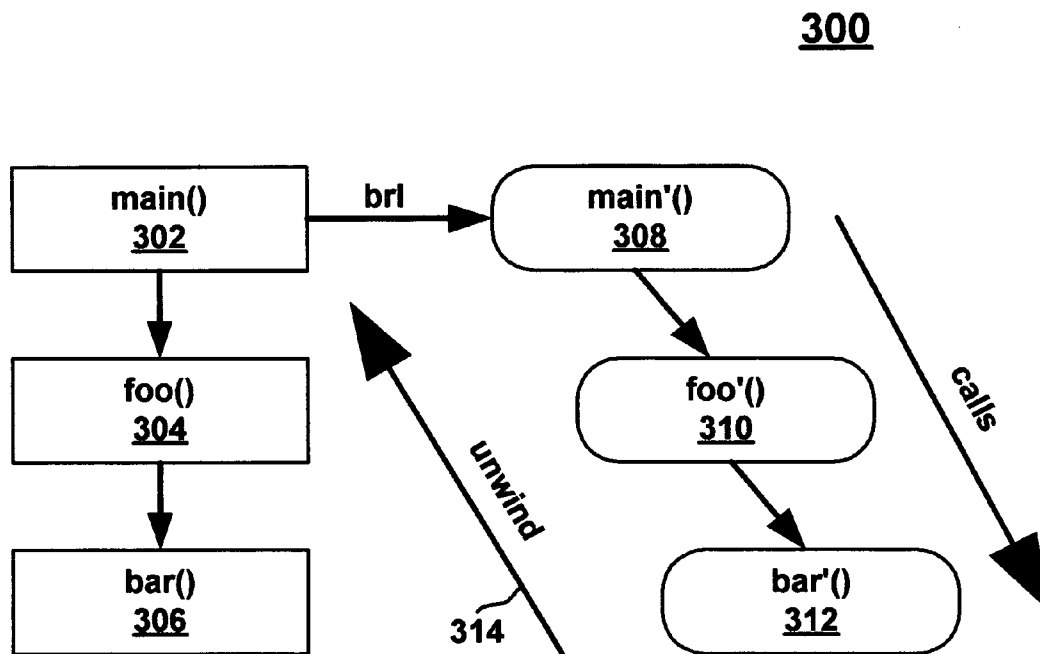 300
main()
302
brl
main'()
308
foo()
304
foo'()
310
calls
unwind
bar()
306
314
bar'()
312